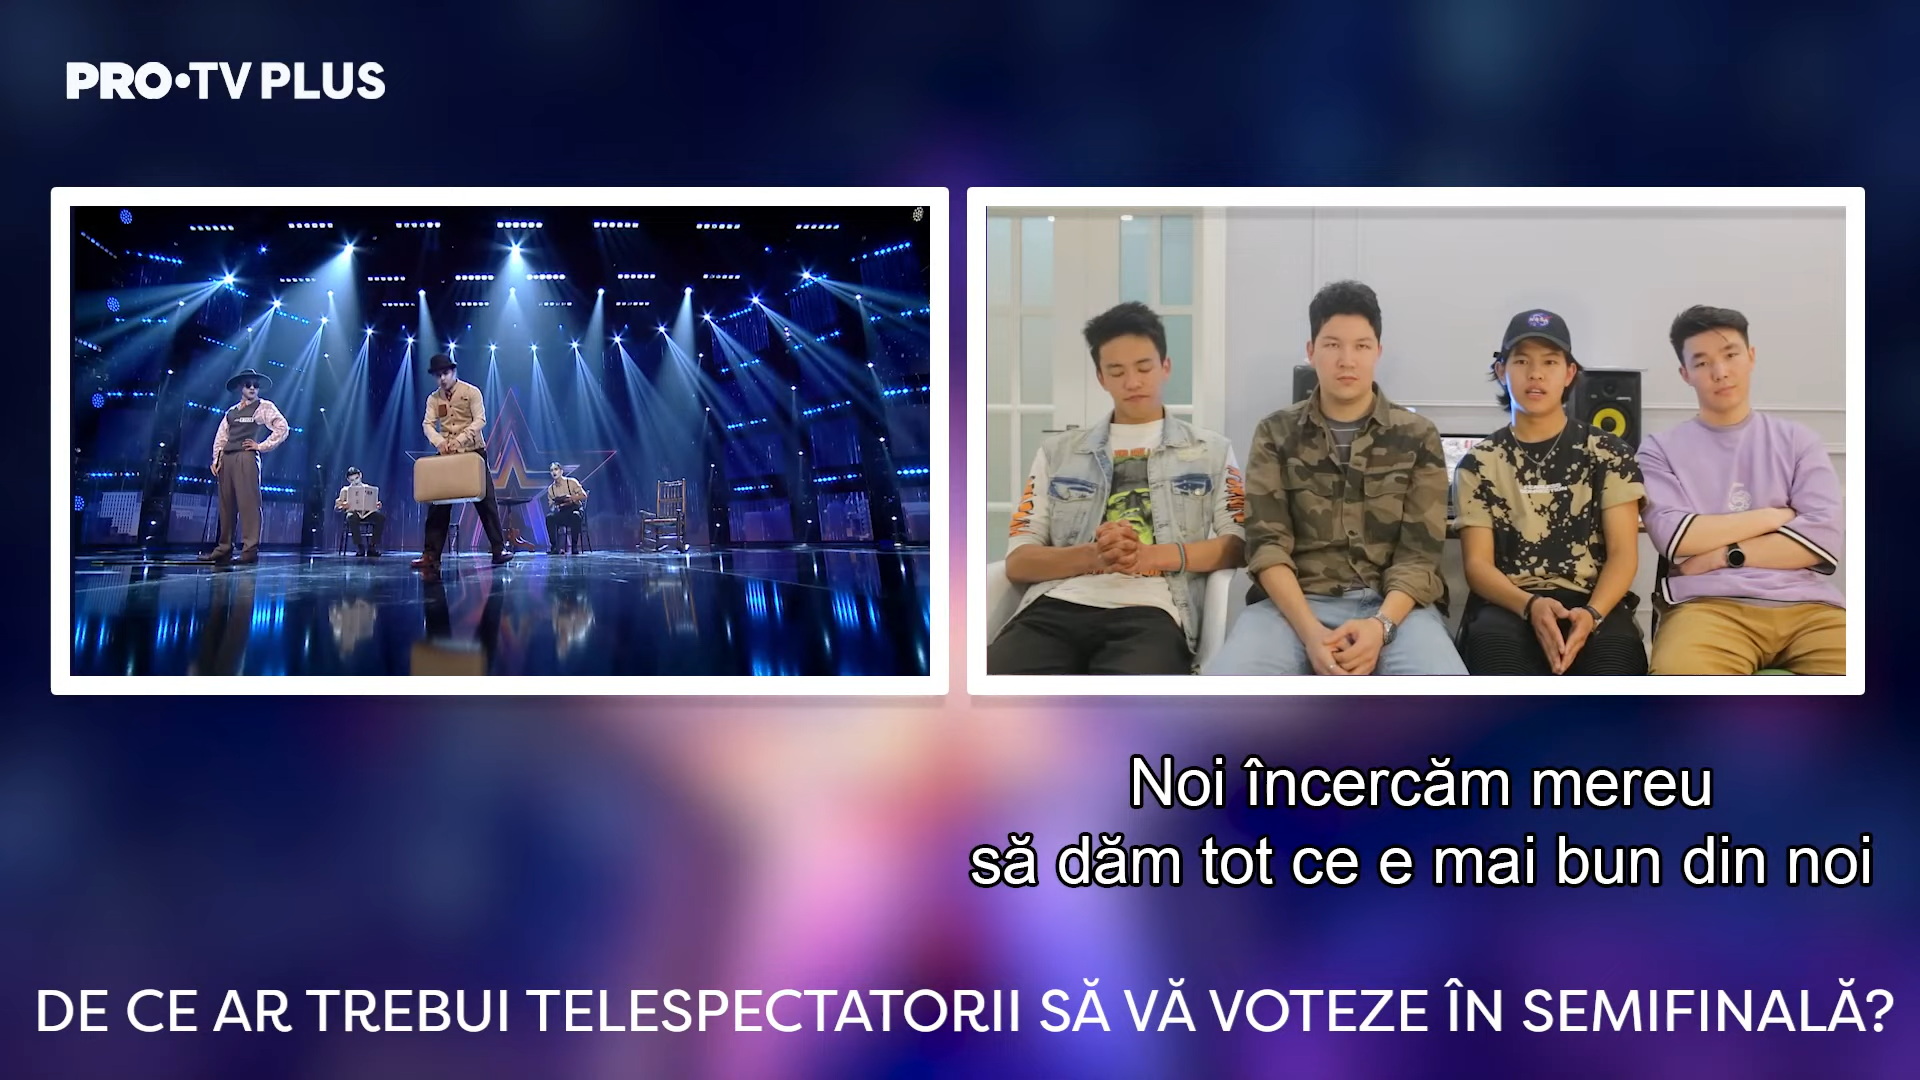 PRO•TV PLUS
Noi încercăm mereu
să dăm tot ce e mai bun din noi
DE CE AR TREBUI TELESPECTATORII SĂ VĂ VOTEZE ÎN SEMIFINALĂ?